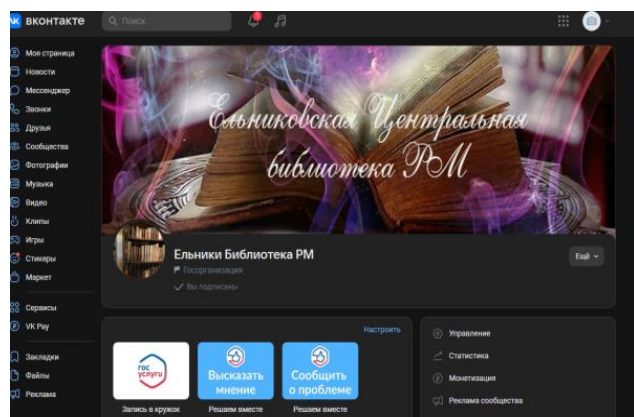 вконтакте
Поиск
1
Моя страница
Новости
Мессенджер
Звонки
Друзья
Сообщества
Фотографии
Музыка
Видео
Клипы
Игры
Стикеры
Маркет
Сервисы
VK Pay
Закладки
Файлы
Реклама
Ельниковская Центральная
библиотека РМ
Ельники Библиотека РМ
Госорганизация
Вы подписаны
Ещё
Настроить
гос
услуги
Запись в кружок
Высказать
мнение
Решаем вместе
Сообщить
о проблеме
Решаем вместе
Управление
Статистика
Монетизация
Реклама сообщества